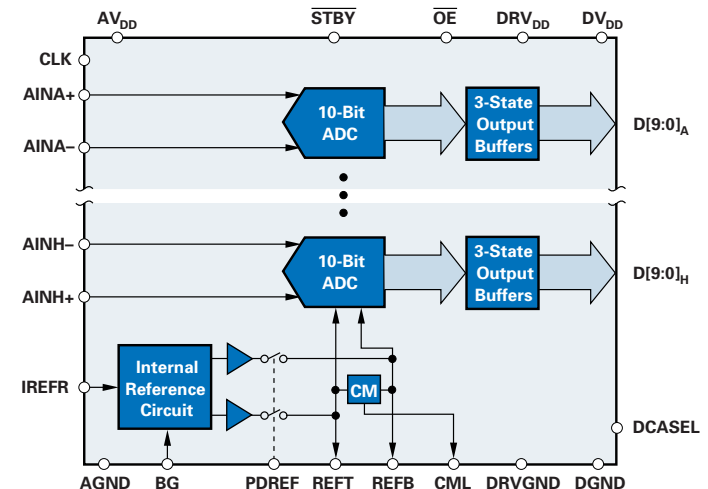 AVDD STBY OE DRVDD DVDD
CLK
AINA+
AINA–
10-Bit
ADC
3-State
Output
Buffers
D[9:0]A
AINH–
AINH+
10-Bit
ADC
3-State
Output
Buffers
D[9:0]H
IREFR
Internal
Reference
Circuit
CM
DCASEL
AGND BG PDREF REFT REFB CML DRVGND DGND